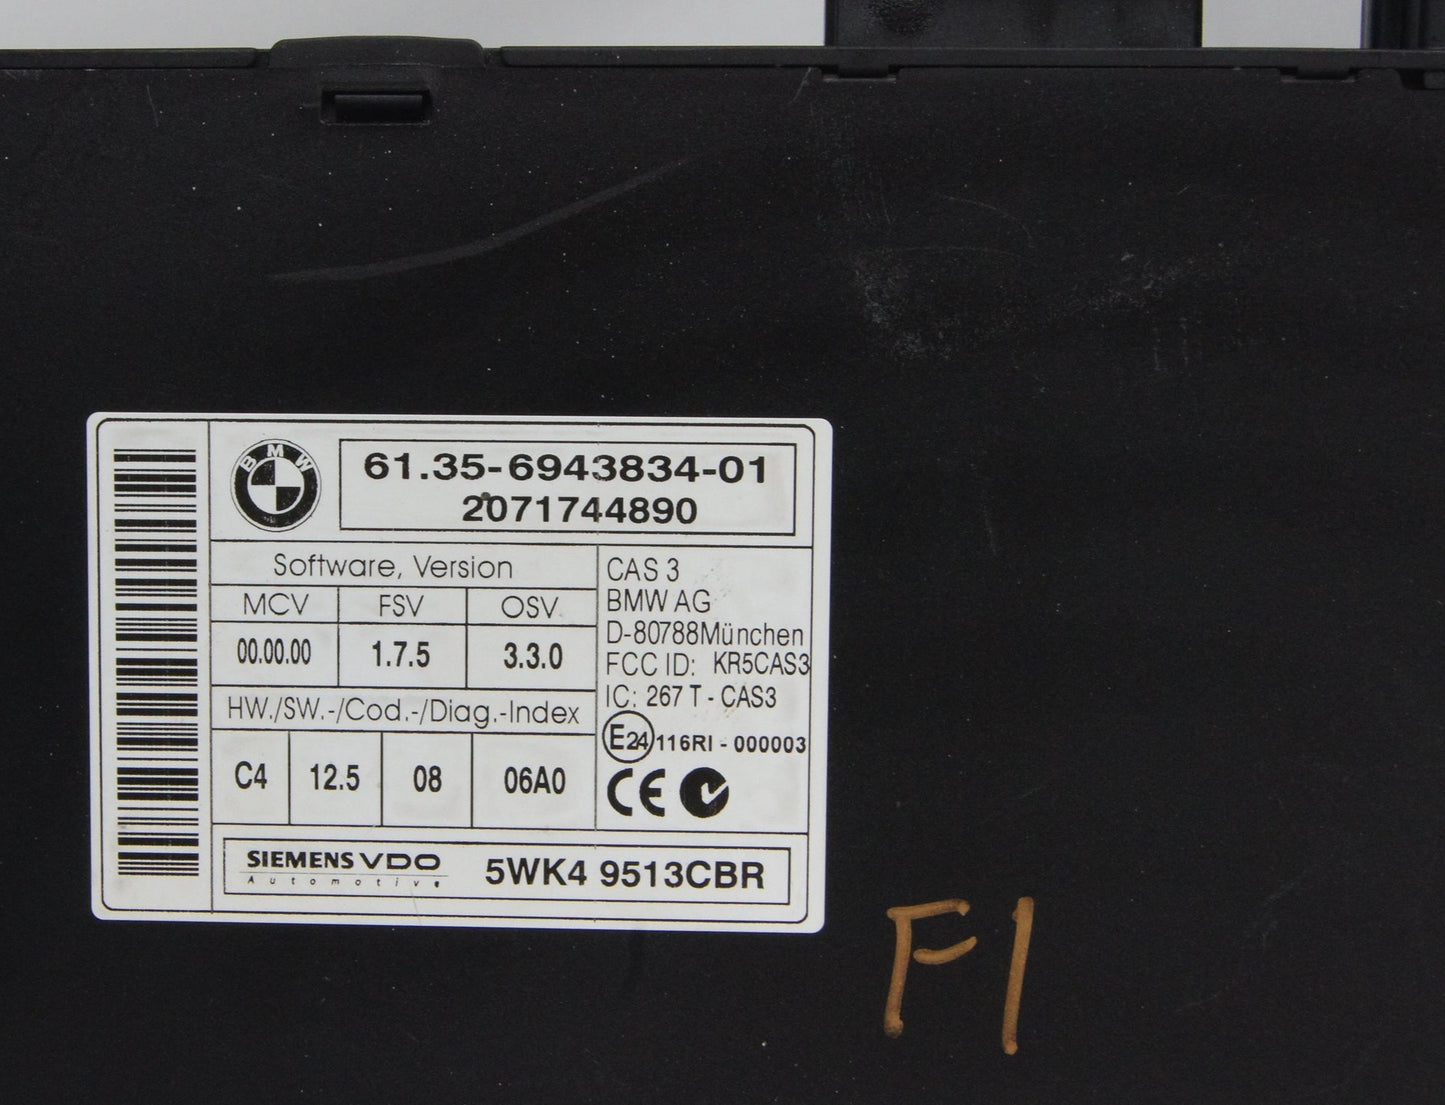 BMW
61.35-6943834-01
2071744890
Software, Version
MCV FSV OSV
00.00.00 1.7.5 3.3.0
HW./SW.-/Cod.-/Diag.-Index
C4 12.5 08 06A0
CAS 3
BMW AG
D-80788München
FCC ID: KR5CAS3
IC: 267 T - CAS3
E24 116RI - 000003
CE
SIEMENS VDO
Automotive
5WK4 9513CBR
F1